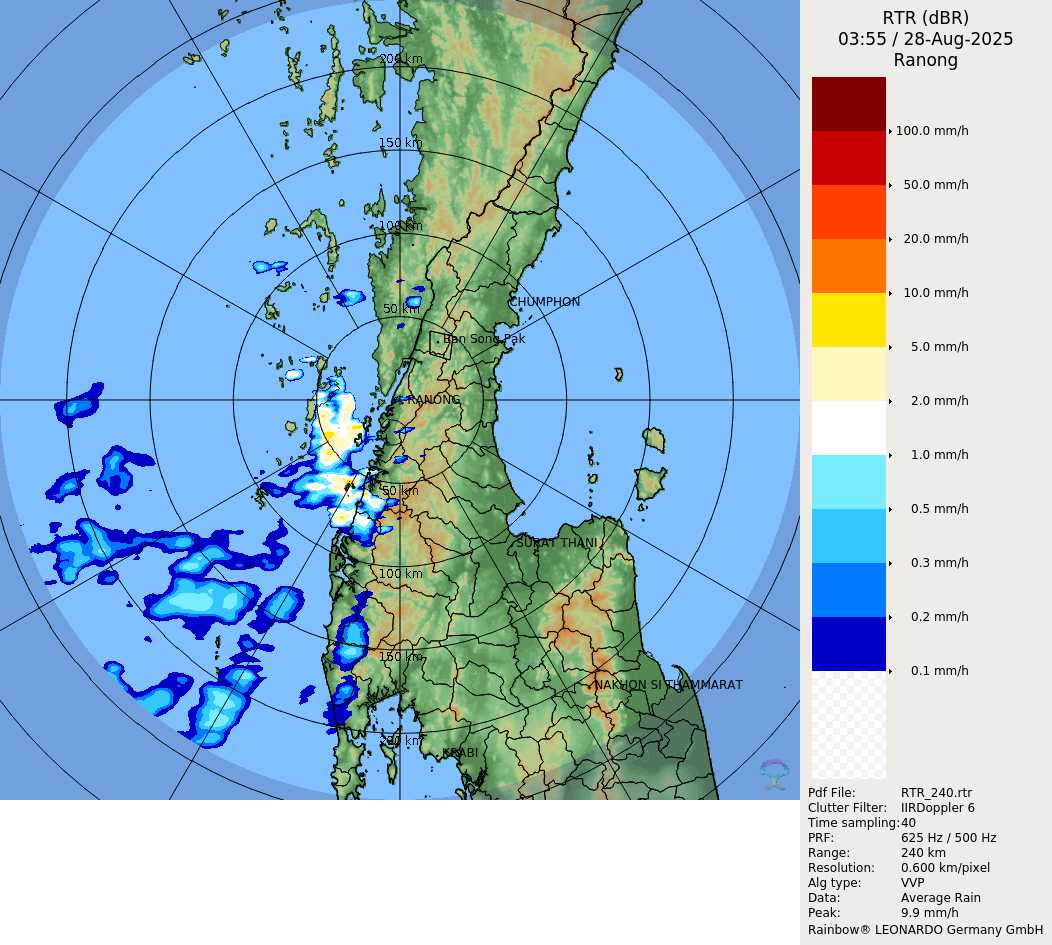 RTR (dBR)
03:55 / 28-Aug-2025
Ranong
200 km
150 km
100 km
50 km
CHUMPHON
Ban Song Pak
RANONG
50 km
SURAT THANI
100 km
150 km
NAKHON SI THAMMARAT
200 km
KRABI
100.0 mm/h
50.0 mm/h
20.0 mm/h
10.0 mm/h
5.0 mm/h
2.0 mm/h
1.0 mm/h
0.5 mm/h
0.3 mm/h
0.2 mm/h
0.1 mm/h
Pdf File: RTR_240.rtr
Clutter Filter: IIRDoppler 6
Time sampling: 40
PRF: 625 Hz / 500 Hz
Range: 240 km
Resolution: 0.600 km/pixel
Alg type: VVP
Data: Average Rain
Peak: 9.9 mm/h
Rainbow® LEONARDO Germany GmbH